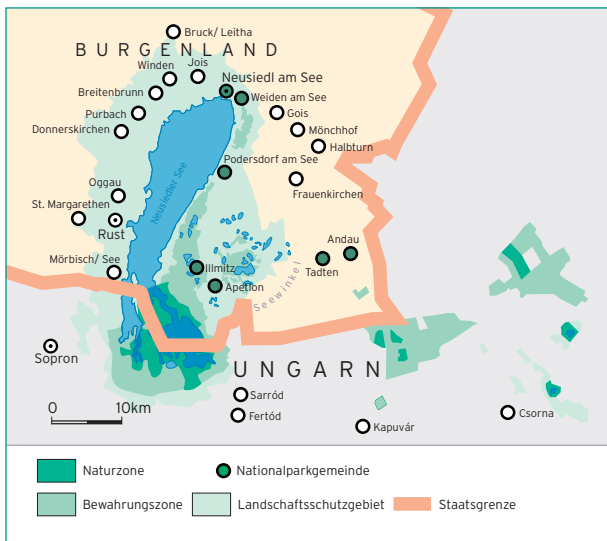 Bruck/ Leitha
BURGENLAND
Jois
Winden
Neusiedl am See
Breitenbrunn
Weiden am See
Purbach
Gois
Donnerskirchen
Mönchhof
Halbturn
Podersdorf am See
Neusiedler See
Oggau
Frauenkirchen
St. Margarethen
Rust
Andau
Mörbisch/ See
Illmitz
Tadten
Apetlon
Seewinkel
Sopron
UNGARN
Sarród
0 10km
Fertód
Csorna
Kapuvár
Naturzone
Nationalparkgemeinde
Bewahrungszone
Landschaftsschutzgebiet
Staatsgrenze